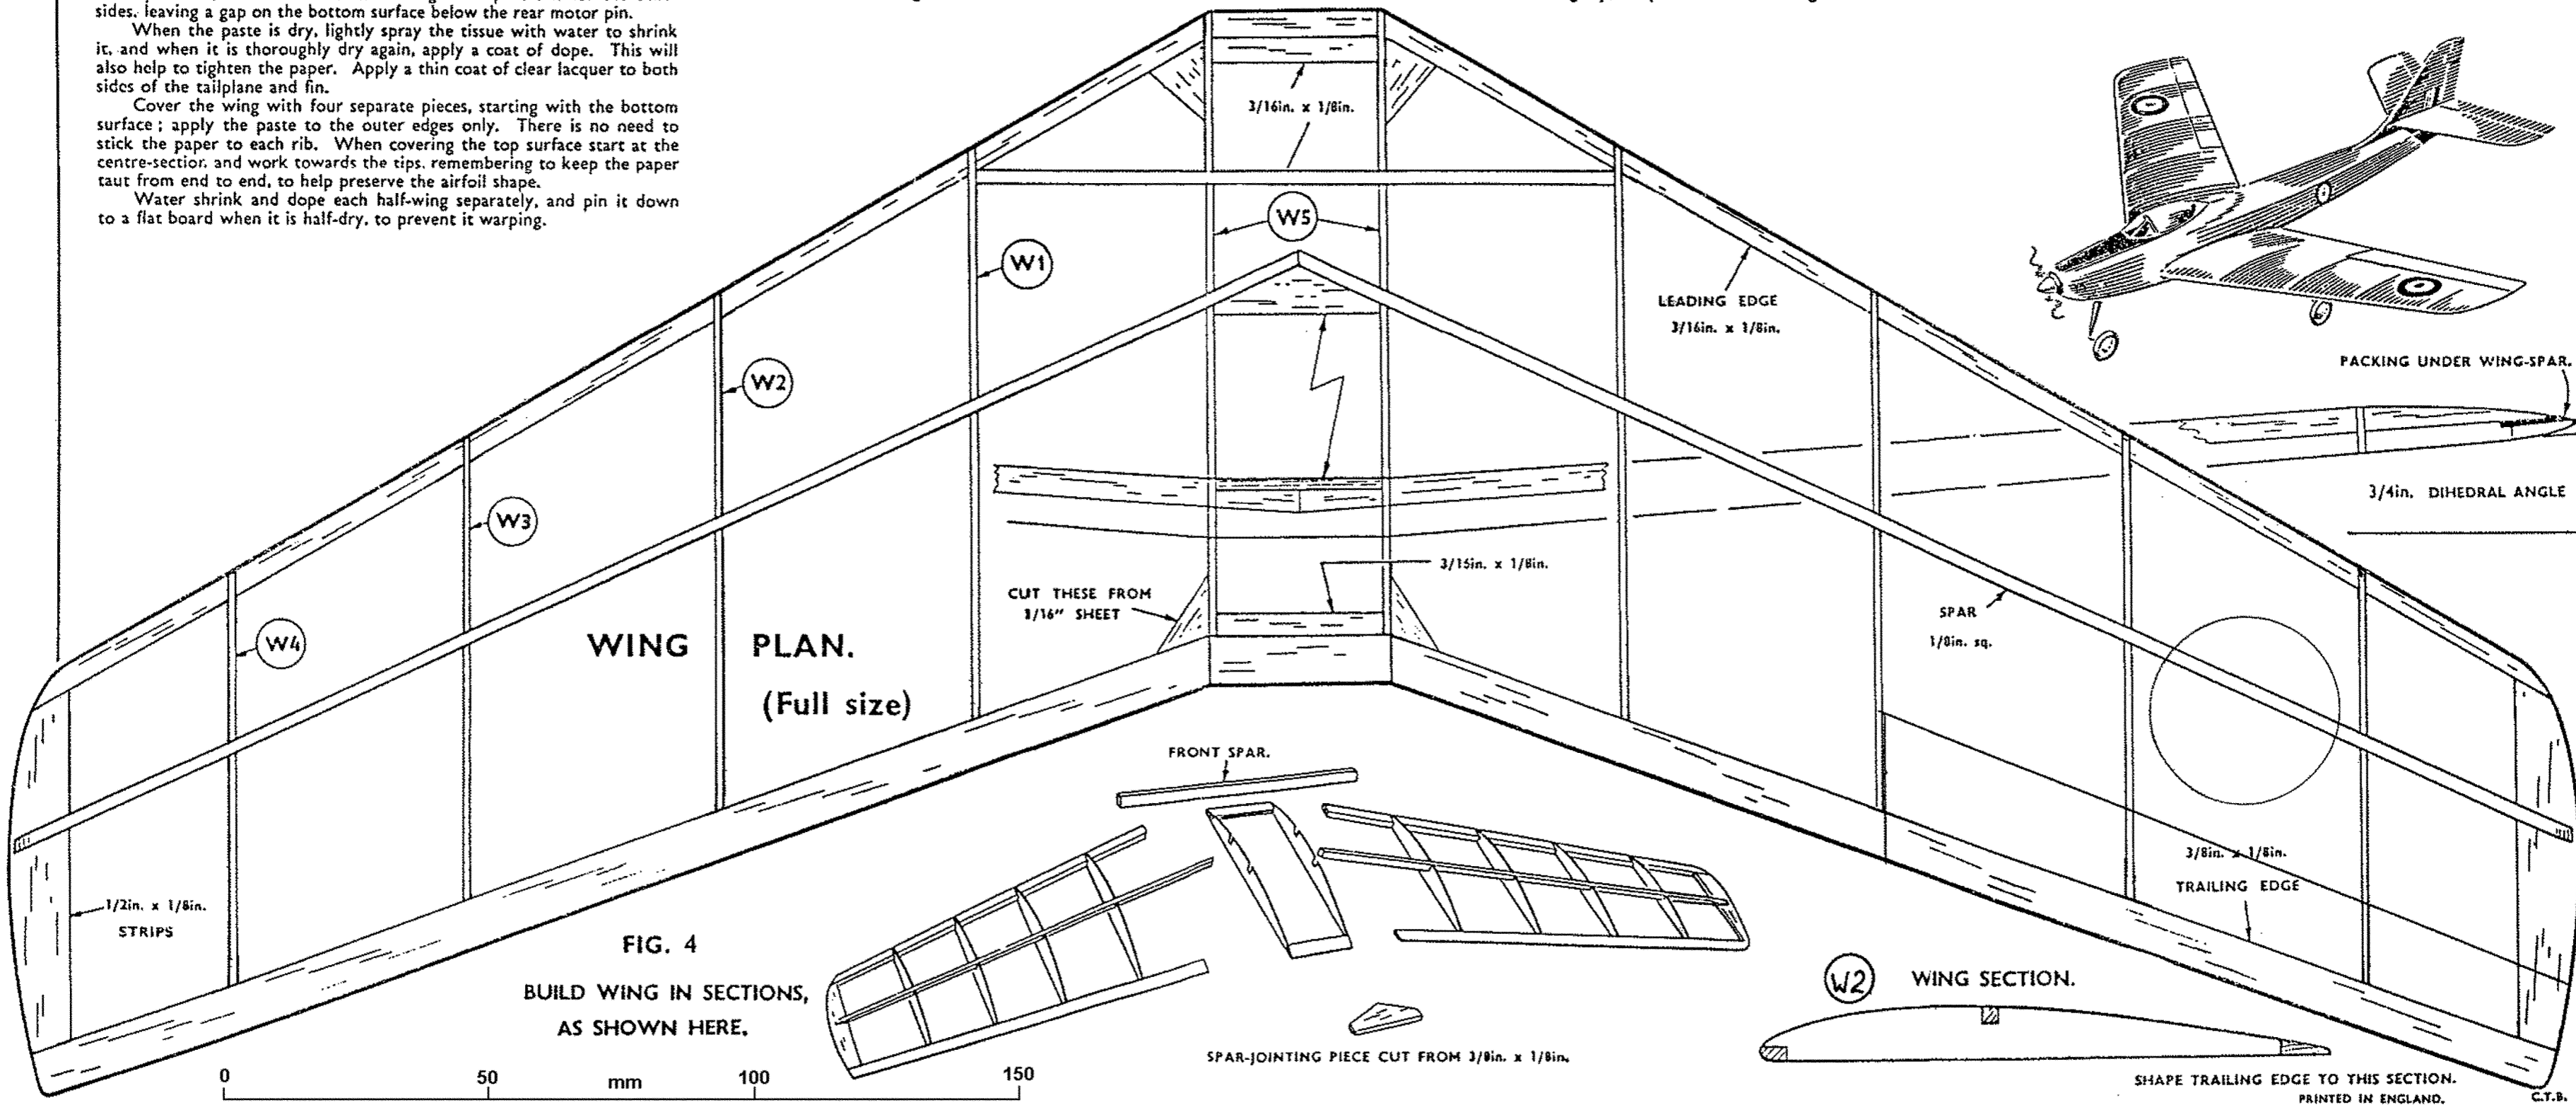 sides, leaving a gap on the bottom surface below the rear motor pin.
When the paste is dry, lightly spray the tissue with water to shrink
it, and when it is thoroughly dry again, apply a coat of dope. This will
also help to tighten the paper. Apply a thin coat of clear lacquer to both
sides of the tailplane and fin.
Cover the wing with four separate pieces, starting with the bottom
surface; apply the paste to the outer edges only. There is no need to
stick the paper to each rib. When covering the top surface start at the
centre-section and work towards the tips, remembering to keep the paper
taut from end to end, to help preserve the airfoil shape.
Water shrink and dope each half-wing separately, and pin it down
to a flat board when it is half-dry, to prevent it warping.
3/16in. x 1/8in.
W5
W1
W2
W3
W4
LEADING EDGE
3/16in. x 1/8in.
PACKING UNDER WING-SPAR.
3/4in. DIHEDRAL ANGLE
3/15in. x 1/8in.
CUT THESE FROM
1/16" SHEET
SPAR
1/8in. sq.
WING PLAN.
(Full size)
FRONT SPAR.
3/8in. x 1/8in.
TRAILING EDGE
1/2in. x 1/8in.
STRIPS
FIG. 4
BUILD WING IN SECTIONS,
AS SHOWN HERE.
W2 WING SECTION.
SPAR-JOINTING PIECE CUT FROM 3/8in. x 1/8in.
0 50 mm 100 150
SHAPE TRAILING EDGE TO THIS SECTION.
PRINTED IN ENGLAND.
C.T.B.